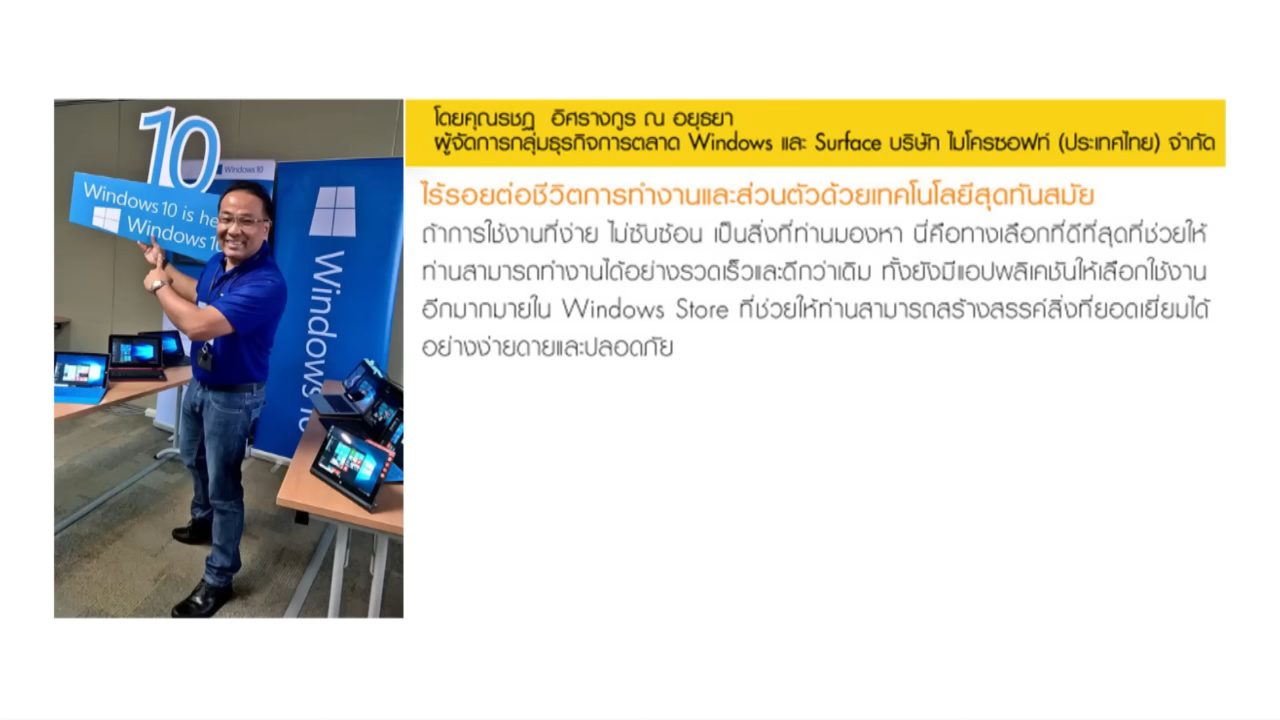 10
Windows 10
Windows 10 is he
Windows 10
Windows 10
โดยคุณรชฏ อิศรางกูร ณ อยุธยา
ผู้จัดการกลุ่มธุรกิจการตลาด Windows และ Surface บริษัท ไมโครซอฟท์ (ประเทศไทย) จำกัด
ไร้รอยต่อชีวิตการทำงานและส่วนตัวด้วยเทคโนโลยีสุดทันสมัย
ถ้าการใช้งานที่ง่าย ไม่ซับซ้อน เป็นสิ่งที่ท่านมองหา นี่คือทางเลือกที่ดีที่สุดที่ช่วยให้
ท่านสามารถทำงานได้อย่างรวดเร็วและดีกว่าเดิม ทั้งยังมีแอปพลิเคชันให้เลือกใช้งาน
อีกมากมายใน Windows Store ที่ช่วยให้ท่านสามารถสร้างสรรค์สิ่งที่ยอดเยี่ยมได้
อย่างง่ายดายและปลอดภัย